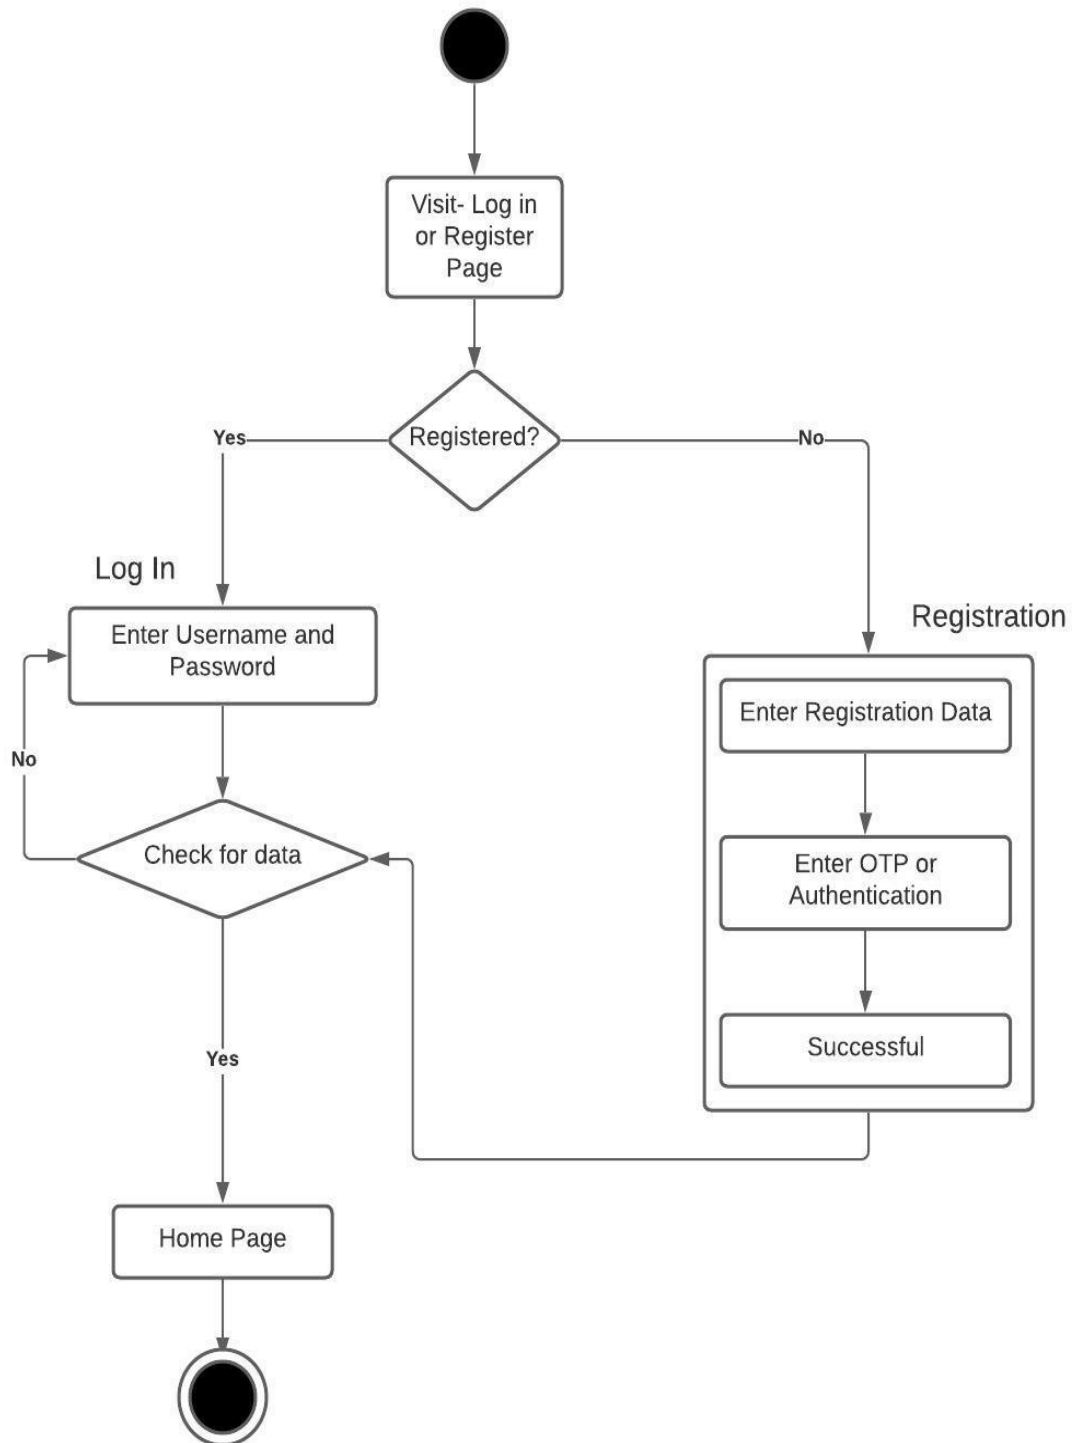 Visit- Log in
or Register
Page
Registered?
Yes
No
Log In
Registration
Enter Username and
Password
Enter Registration Data
No
Check for data
Enter OTP or
Authentication
Successful
Yes
Home Page